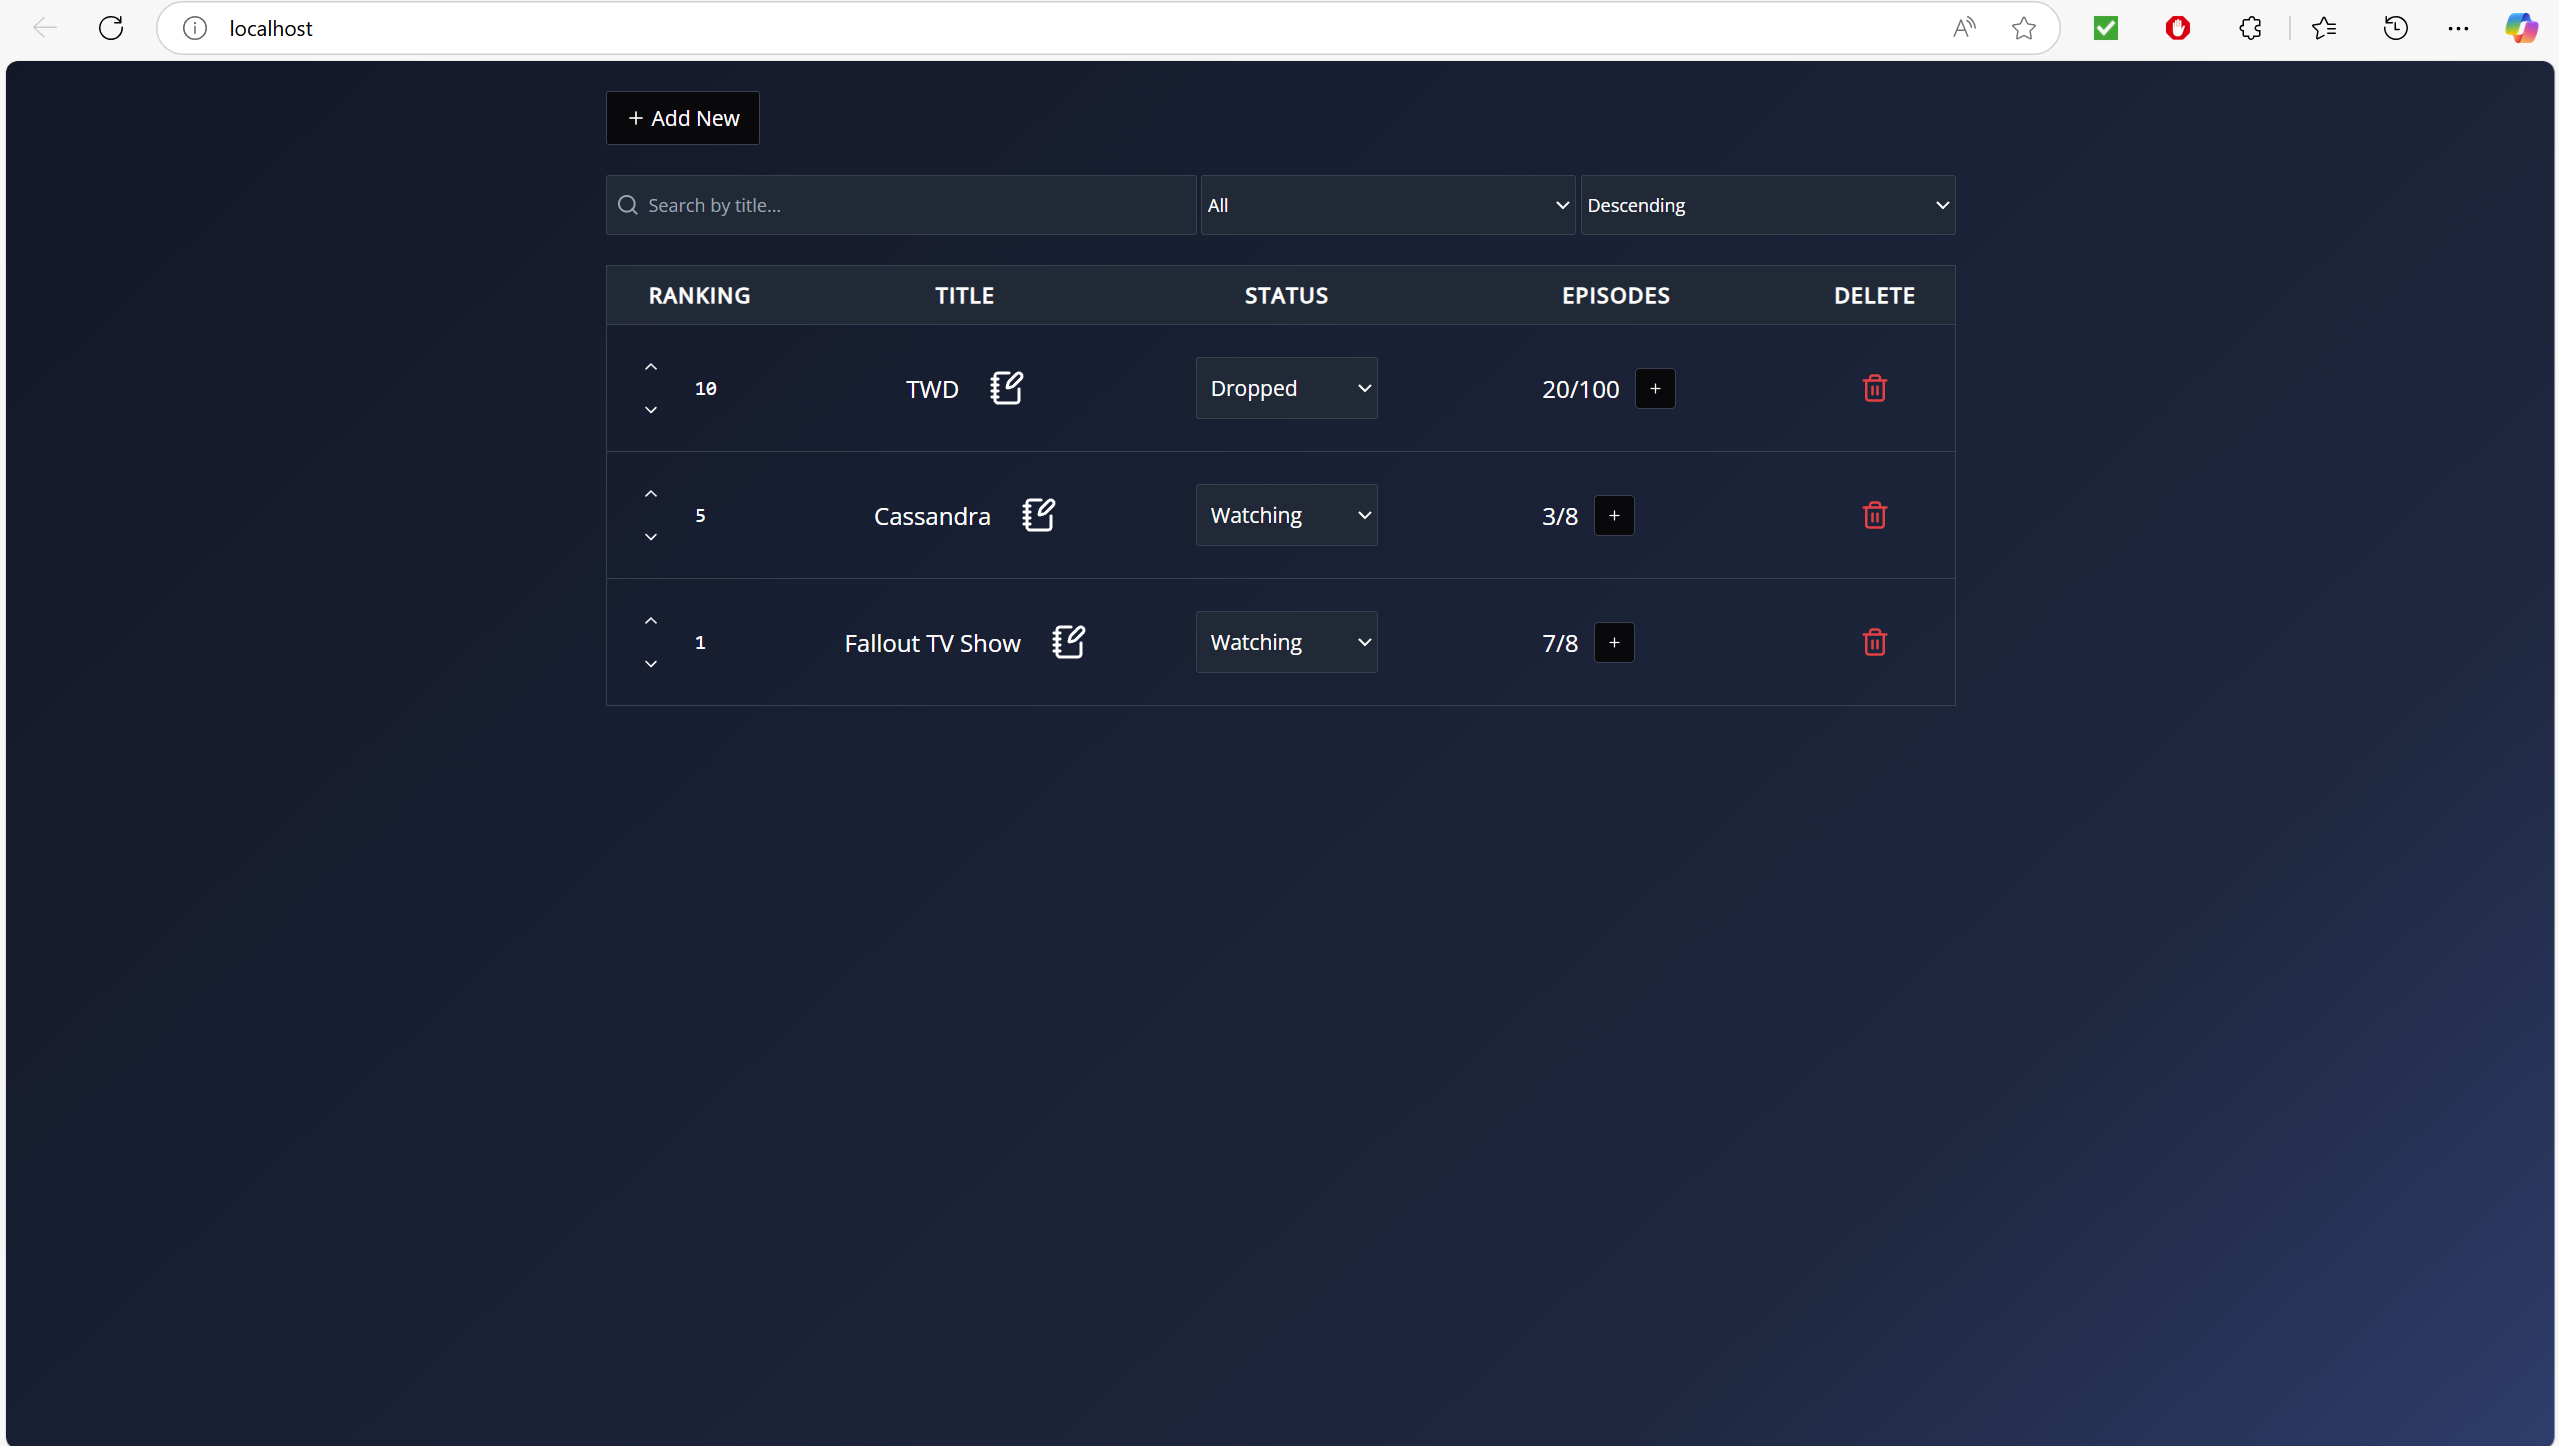 localhost
+ Add New
Search by title...
All
Descending
RANKING TITLE STATUS EPISODES DELETE
10 TWD Dropped 20/100 +
5 Cassandra Watching 3/8 +
1 Fallout TV Show Watching 7/8 +